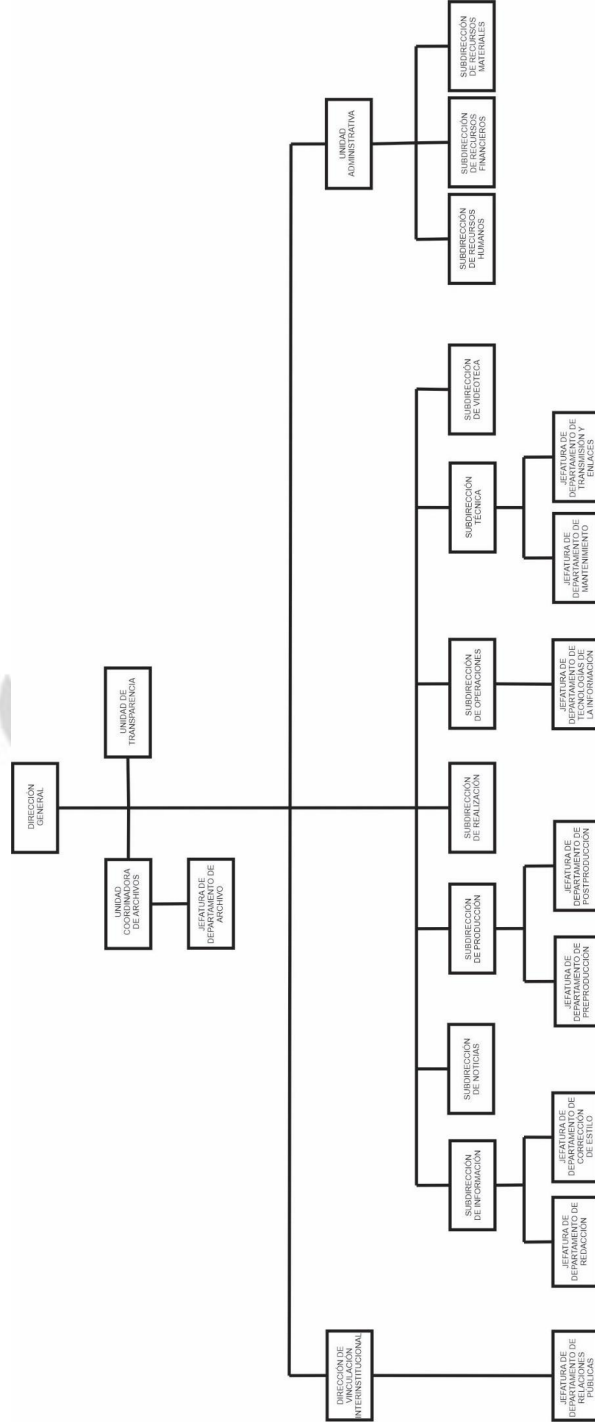 DIRECCIÓN
GENERAL
UNIDAD
COORDINADORA
DE ARCHIVOS
UNIDAD DE
TRANSPARENCIA
JEFATURA DE
DEPARTAMENTO DE
ARCHIVO
DIRECCIÓN DE
VINCULACIÓN
INTERINSTITUCIONAL
UNIDAD
ADMINISTRATIVA
SUBDIRECCIÓN
DE INFORMACIÓN
SUBDIRECCIÓN
DE NOTICIAS
SUBDIRECCIÓN
DE PRODUCCIÓN
SUBDIRECCIÓN
DE REALIZACIÓN
SUBDIRECCIÓN
DE OPERACIONES
SUBDIRECCIÓN
TÉCNICA
SUBDIRECCIÓN
DE VIDEOTECA
SUBDIRECCIÓN
DE RECURSOS
HUMANOS
SUBDIRECCIÓN
DE RECURSOS
FINANCIEROS
SUBDIRECCIÓN
DE RECURSOS
MATERIALES
JEFATURA DE
DEPARTAMENTO DE
RELACIONES
PÚBLICAS
JEFATURA DE
DEPARTAMENTO DE
REDACCIÓN
JEFATURA DE
DEPARTAMENTO DE
CORRECCIÓN
DE ESTILO
JEFATURA DE
DEPARTAMENTO DE
PREPRODUCCIÓN
JEFATURA DE
DEPARTAMENTO DE
POSTPRODUCCIÓN
JEFATURA DE
DEPARTAMENTO DE
TECNOLOGÍAS DE
LA INFORMACIÓN
JEFATURA DE
DEPARTAMENTO DE
MANTENIMIENTO
JEFATURA DE
DEPARTAMENTO DE
TRANSMISIÓN Y
ENLACES